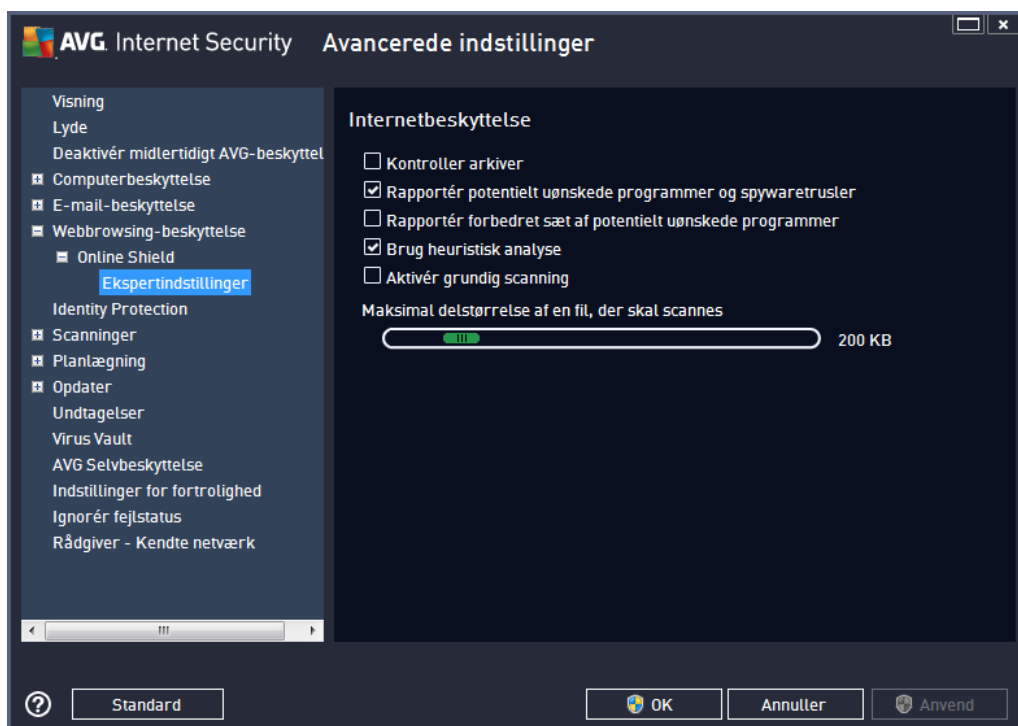 AVG. Internet Security Avancerede indstillinger
Visning
Lyde
Deaktivér midlertidigt AVG-beskyttel
Computerbeskyttelse
E-mail-beskyttelse
Webbrowsing-beskyttelse
Online Shield
Ekspertindstillinger
Identity Protection
Scanninger
Planlægning
Opdater
Undtagelser
Virus Vault
AVG Selvbeskyttelse
Indstillinger for fortrolighed
Ignorér fejlstatus
Rådgiver - Kendte netværk
Internetbeskyttelse
Kontroller arkiver
Rapportér potentielt uønskede programmer og spywaretrusler
Rapportér forbedret sæt af potentielt uønskede programmer
Brug heuristisk analyse
Aktivér grundig scanning
Maksimal delstørrelse af en fil, der skal scannes
200 KB
Standard
OK
Annuller
Anvend